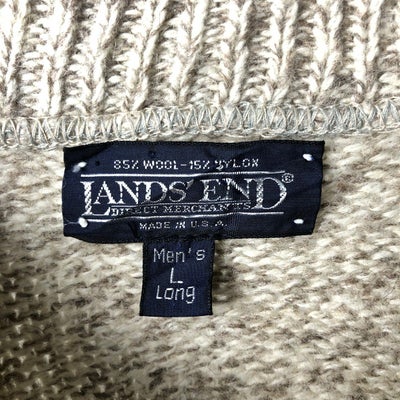 85% WOOL-15% NYLON
LANDS' END®
DIRECT MERCHANTS
MADE IN U.S.A.
Men's
L
Long